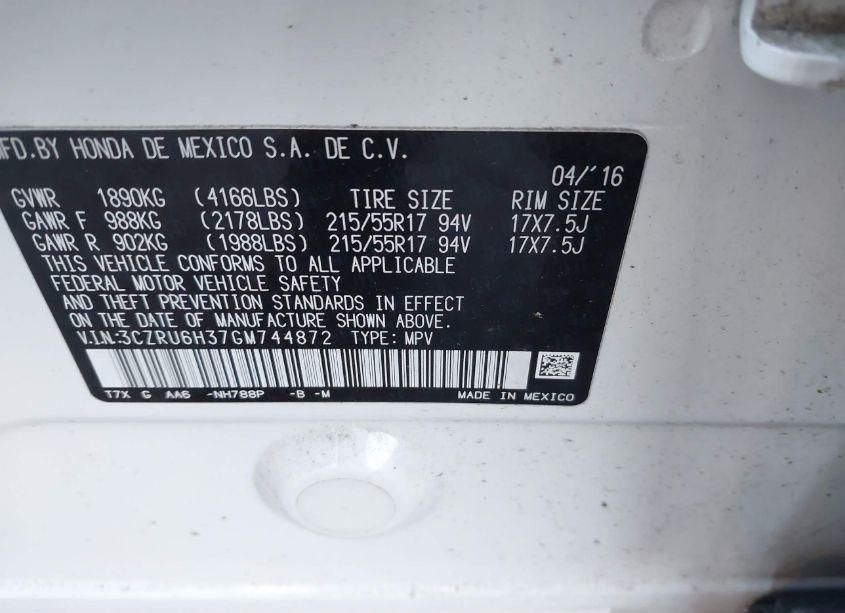 MFD.BY HONDA DE MEXICO S.A. DE C.V.
04/'16
GVWR 1890KG (4166LBS) TIRE SIZE RIM SIZE
GAWR F 988KG (2178LBS) 215/55R17 94V 17X7.5J
GAWR R 902KG (1988LBS) 215/55R17 94V 17X7.5J
THIS VEHICLE CONFORMS TO ALL APPLICABLE
FEDERAL MOTOR VEHICLE SAFETY
AND THEFT PREVENTION STANDARDS IN EFFECT
ON THE DATE OF MANUFACTURE SHOWN ABOVE.
V.I.N:3CZRU6H37GM744872 TYPE: MPV
T7X G AA6 -NH788P -B -M MADE IN MEXICO